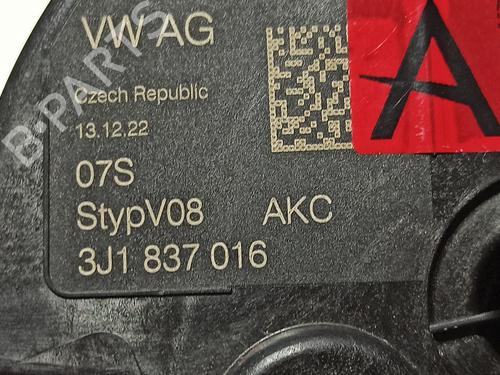 VW AG
A
Czech Republic
13.12.22
07S
StypV08 AKC
3J1 837 016
B-PARTS